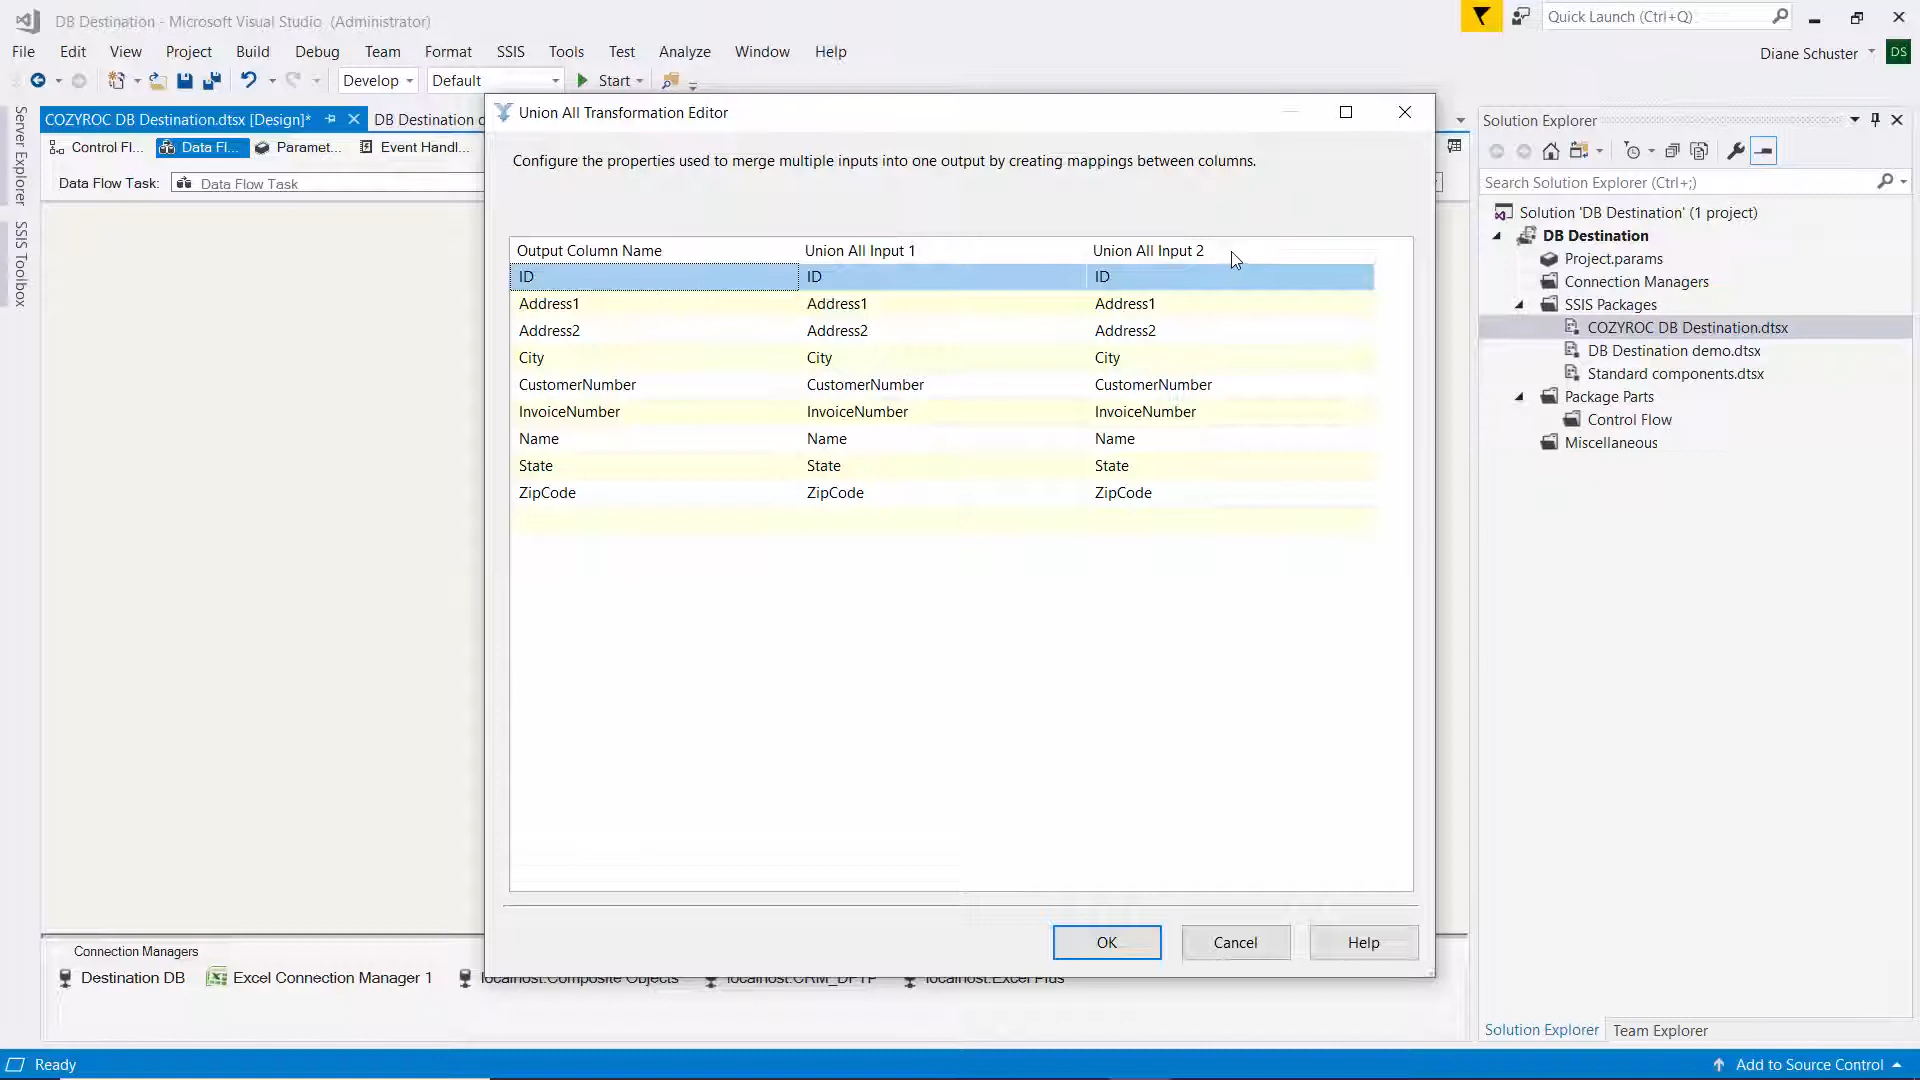 DB Destination - Microsoft Visual Studio (Administrator)
Quick Launch (Ctrl+Q)
File Edit View Project Build Debug Team Format SSIS Tools Test Analyze Window Help
Diane Schuster DS
Develop Default Start
COZYROC DB Destination.dtsx [Design]* DB Destination d
Control Fl... Data Fl... Paramet... Event Handl...
Data Flow Task: Data Flow Task
Server Explorer
SSIS Toolbox
Union All Transformation Editor
Configure the properties used to merge multiple inputs into one output by creating mappings between columns.
Output Column Name Union All Input 1 Union All Input 2
ID ID ID
Address1 Address1 Address1
Address2 Address2 Address2
City City City
CustomerNumber CustomerNumber CustomerNumber
InvoiceNumber InvoiceNumber InvoiceNumber
Name Name Name
State State State
ZipCode ZipCode ZipCode
OK Cancel Help
Connection Managers
Destination DB Excel Connection Manager 1 localhost.Composite Objects localhost.CRM_DFTP localhost.Excel Plus
Solution Explorer
Search Solution Explorer (Ctrl+;)
Solution 'DB Destination' (1 project)
DB Destination
Project.params
Connection Managers
SSIS Packages
COZYROC DB Destination.dtsx
DB Destination demo.dtsx
Standard components.dtsx
Package Parts
Control Flow
Miscellaneous
Solution Explorer Team Explorer
Ready
Add to Source Control